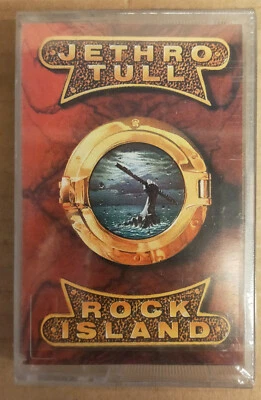 JETHRO
TULL
ROCK
ISLAND